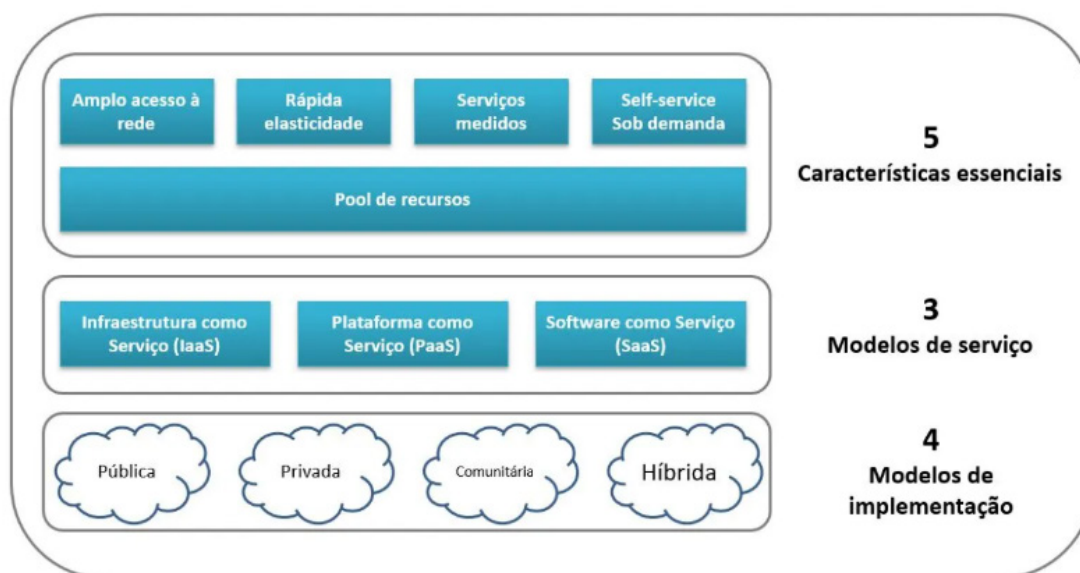 Amplo acesso à
rede
Rápida
elasticidade
Serviços
medidos
Self-service
Sob demanda
Pool de recursos
5
Características essenciais
Infraestrutura como
Serviço (IaaS)
Plataforma como
Serviço (PaaS)
Software como Serviço
(SaaS)
3
Modelos de serviço
Pública
Privada
Comunitária
Híbrida
4
Modelos de
implementação